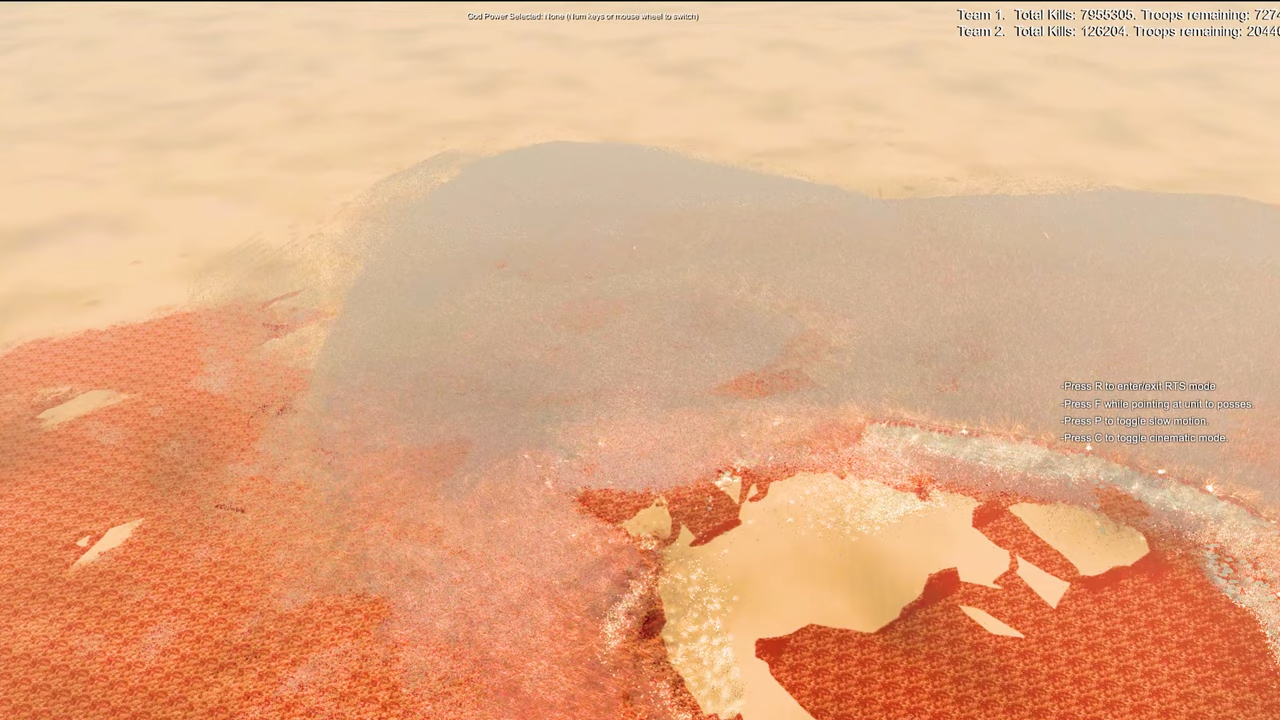 God Power Selected: None (Num keys or mouse wheel to switch)
Team 1. Total Kills: 7955305. Troops remaining: 7274
Team 2. Total Kills: 126204. Troops remaining: 20446
-Press R to enter/exit RTS mode
-Press F while pointing at unit to posses.
-Press P to toggle slow motion.
-Press C to toggle cinematic mode.